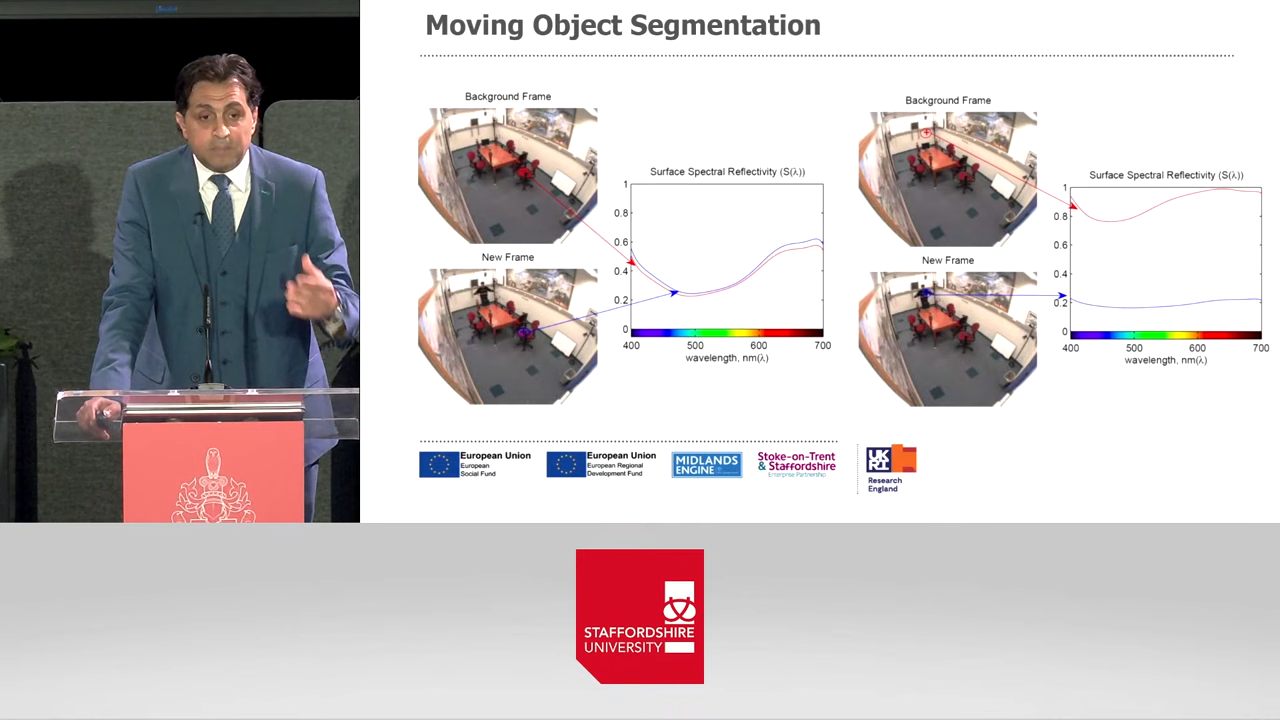 Moving Object Segmentation
Background Frame
New Frame
Surface Spectral Reflectivity (S(λ))
1
0.8
0.6
0.4
0.2
0
400
500
600
700
wavelength, nm(λ)
Background Frame
New Frame
Surface Spectral Reflectivity (S(λ))
1
0.8
0.6
0.4
0.2
0
400
500
600
700
wavelength, nm(λ)
European Union
European
Social Fund
European Union
European Regional
Development Fund
MIDLANDS
ENGINE
Stoke-on-Trent
& Staffordshire
Enterprise Partnership
UK
RI
Research
England
STAFFORDSHIRE
UNIVERSITY